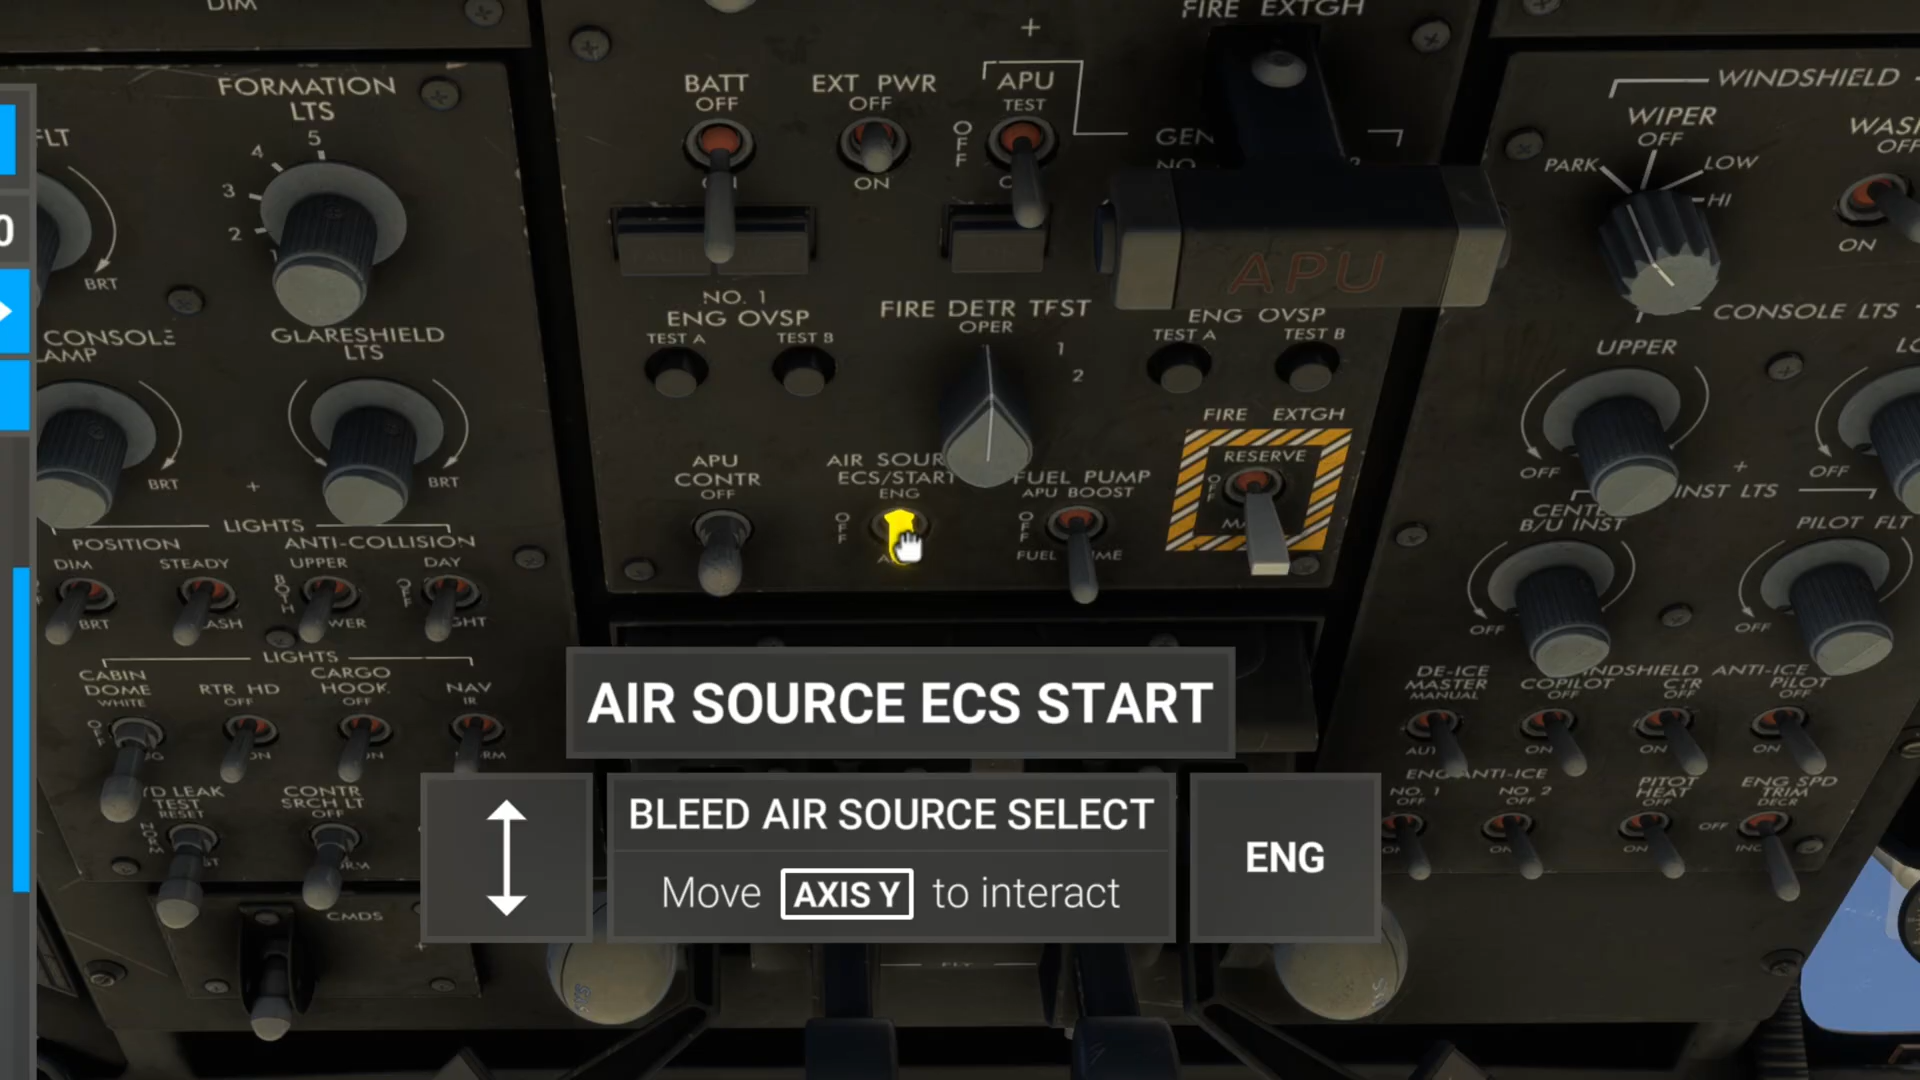 DIM
FORMATION
LTS
5
4
3
2
FLT
BRT
CONSOLE
GLARESHIELD
LTS
BRT
BRT
LIGHTS
POSITION
ANTI-COLLISION
DIM
STEADY
UPPER
DAY
BOTH
OFF
BRT
LIGHTS
CABIN
DOME
WHITE
OFF
RTR HD
OFF
ON
CARGO
HOOK
OFF
ON
NAV
IR
LEAK
TEST
RESET
NORM
CONTR
SRCH LT
OFF
CMDS
FIRE EXTGH
BATT
OFF
EXT PWR
OFF
ON
APU
TEST
OFF
GEN
APU
NO. 1
ENG OVSP
TEST A
TEST B
FIRE DETR TEST
OPER
1
2
ENG OVSP
TEST A
TEST B
APU
CONTR
OFF
AIR SOUR
ECS/START
ENG
OFF
FUEL PUMP
APU BOOST
OFF
FUEL
FIRE EXTGH
RESERVE
OFF
WINDSHIELD
WIPER
OFF
PARK
LOW
HI
WASH
OFF
ON
CONSOLE LTS
UPPER
OFF
OFF
INST LTS
CENTER
B/U INST
PILOT FLT
OFF
OFF
DE-ICE
MASTER
MANUAL
WINDSHIELD ANTI-ICE
COPILOT
OFF
ON
CTR
OFF
ON
PILOT
OFF
ON
ENG ANTI-ICE
NO. 1
OFF
NO. 2
OFF
PITOT
HEAT
OFF
ON
ENG SPD
TRIM
DECR
OFF
INC
AIR SOURCE ECS START
BLEED AIR SOURCE SELECT
Move AXIS Y to interact
ENG